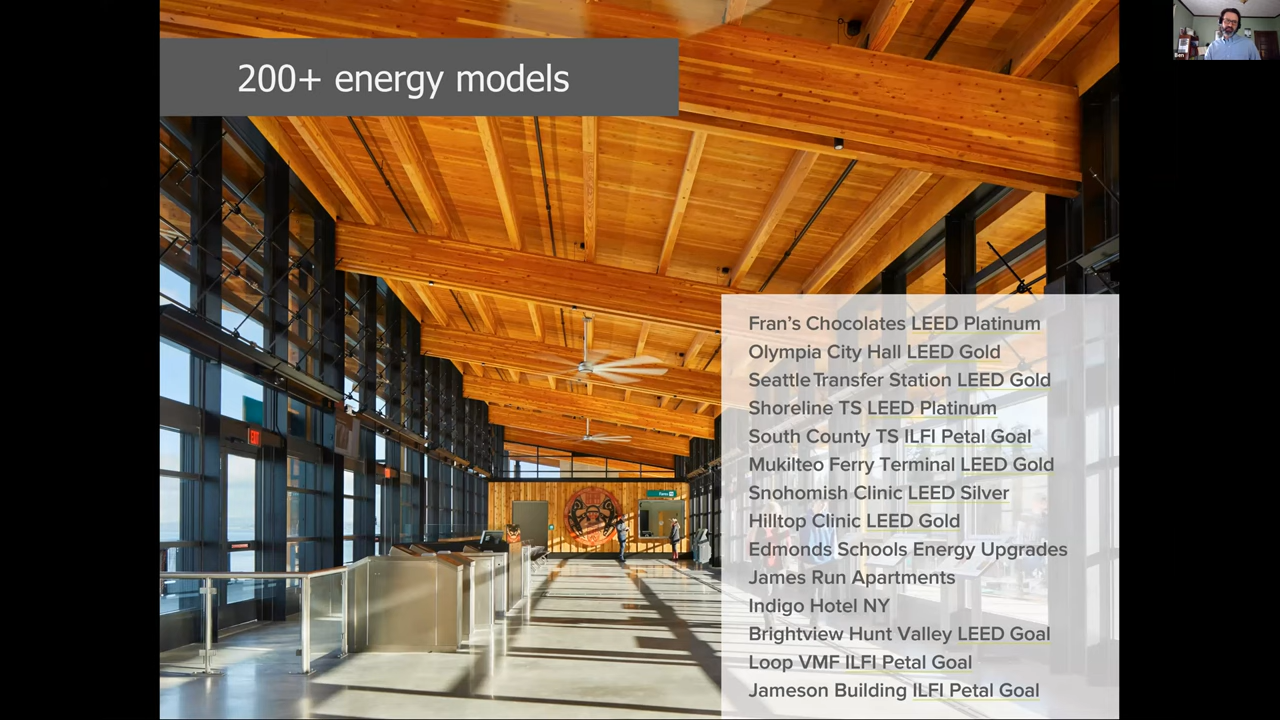 200+ energy models
Ben
EXIT
Fran's Chocolates LEED Platinum
Olympia City Hall LEED Gold
Seattle Transfer Station LEED Gold
Shoreline TS LEED Platinum
South County TS ILFI Petal Goal
Mukilteo Ferry Terminal LEED Gold
Snohomish Clinic LEED Silver
Hilltop Clinic LEED Gold
Edmonds Schools Energy Upgrades
James Run Apartments
Indigo Hotel NY
Brightview Hunt Valley LEED Goal
Loop VMF ILFI Petal Goal
Jameson Building ILFI Petal Goal